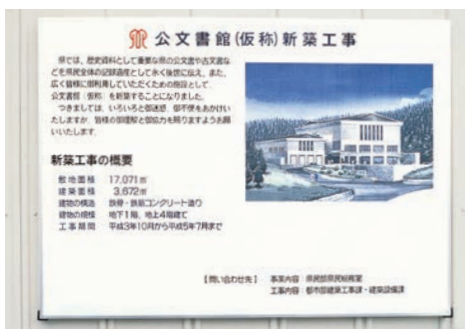 公文書館(仮称)新築工事
県では、歴史資料として重要な県の公文書や古文書な
どを県民全体の記録遺産として永く後世に伝え、また、
広く皆様に御利用していただくための施設として、
公文書館(仮称)を新築することになりました。
つきましては、いろいろと御迷惑、御不便をおかけい
たしますが、皆様の御理解と御協力を賜りますようお願
いいたします。
新築工事の概要
敷地面積 17,071㎡
建築面積 3,672㎡
建物の構造 鉄骨・鉄筋コンクリート造り
建物の規模 地下1階、地上4階建て
工事期間 平成3年10月から平成5年7月まで
【問い合わせ先】 事業内容:県民部県民総務室
工事内容:都市部建築工事課・建築設備課